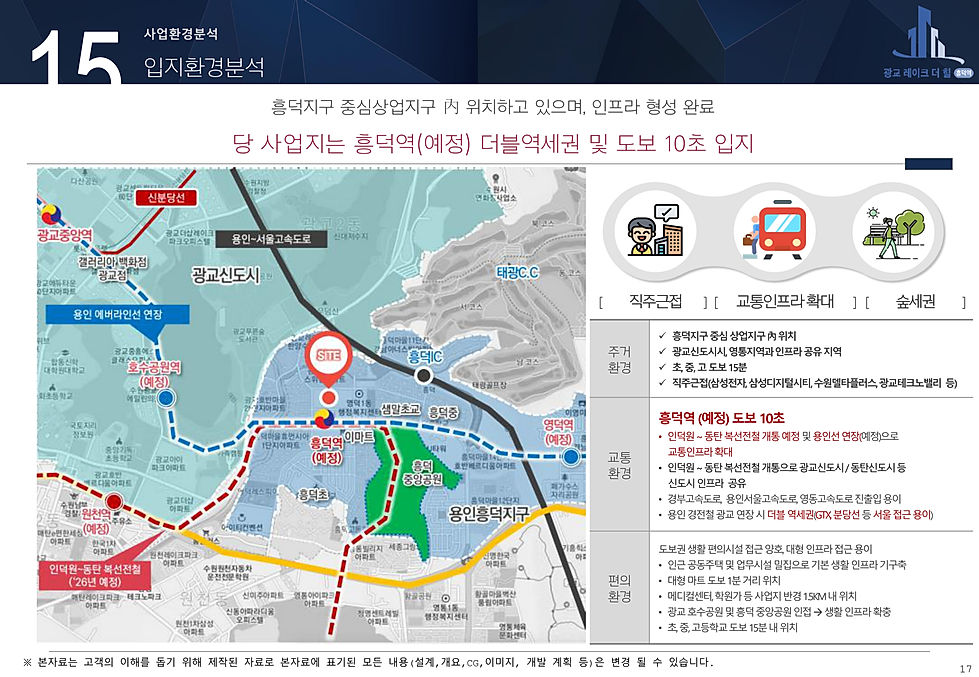 15
사업환경분석
입지환경분석
광교 레이크 더 힐 흥덕역
흥덕지구 중심상업지구 內 위치하고 있으며, 인프라 형성 완료
당 사업지는 흥덕역(예정) 더블역세권 및 도보 10초 입지
신분당선
광교중앙역
갤러리아 백화점
광교점
용인~서울고속도로
광교신도시
광교2동
태광C.C
용인 에버라인선 연장
호수공원역
(예정)
SITE
흥덕IC
샘말초교
흥덕중
영덕역
(예정)
흥덕역
(예정)
이마트
흥덕
중앙공원
흥덕초
용인흥덕지구
원천역
(예정)
인덕원~동탄 복선전철
('26년 예정)
원천동
[ 직주근접 ] [ 교통인프라 확대 ] [ 숲세권 ]
주거
환경
✓ 흥덕지구 중심 상업지구 內 위치
✓ 광교신도시시, 영통지역과 인프라 공유 지역
✓ 초, 중, 고 도보 15분
✓ 직주근접(삼성전자, 삼성디지털시티, 수원델타플러스, 광교테크노밸리 등)
교통
환경
흥덕역 (예정) 도보 10초
• 인덕원 ~ 동탄 복선전철 개통 예정 및 용인선 연장(예정)으로
교통인프라 확대
• 인덕원 ~ 동탄 복선전철 개통으로 광교신도시 / 동탄신도시 등
신도시 인프라 공유
• 경부고속도로, 용인서울고속도로, 영동고속도로 진출입 용이
• 용인 경전철 광교 연장 시 더블 역세권(GTX 분당선 등 서울 접근 용이)
편의
환경
도보권 생활 편의시설 접근 양호, 대형 인프라 접근 용이
• 인근 공동주택 및 업무시설 밀집으로 기본 생활 인프라 기구축
• 대형 마트 도보 1분 거리 위치
• 메디컬센터, 학원가 등 사업지 반경 1.5KM 내 위치
• 광교 호수공원 및 흥덕 중앙공원 인접 → 생활 인프라 확충
• 초, 중, 고등학교 도보 15분 내 위치
※ 본자료는 고객의 이해를 돕기 위해 제작된 자료로 본자료에 표기된 모든 내용(설계,개요,CG,이미지, 개발 계획 등)은 변경 될 수 있습니다.
17